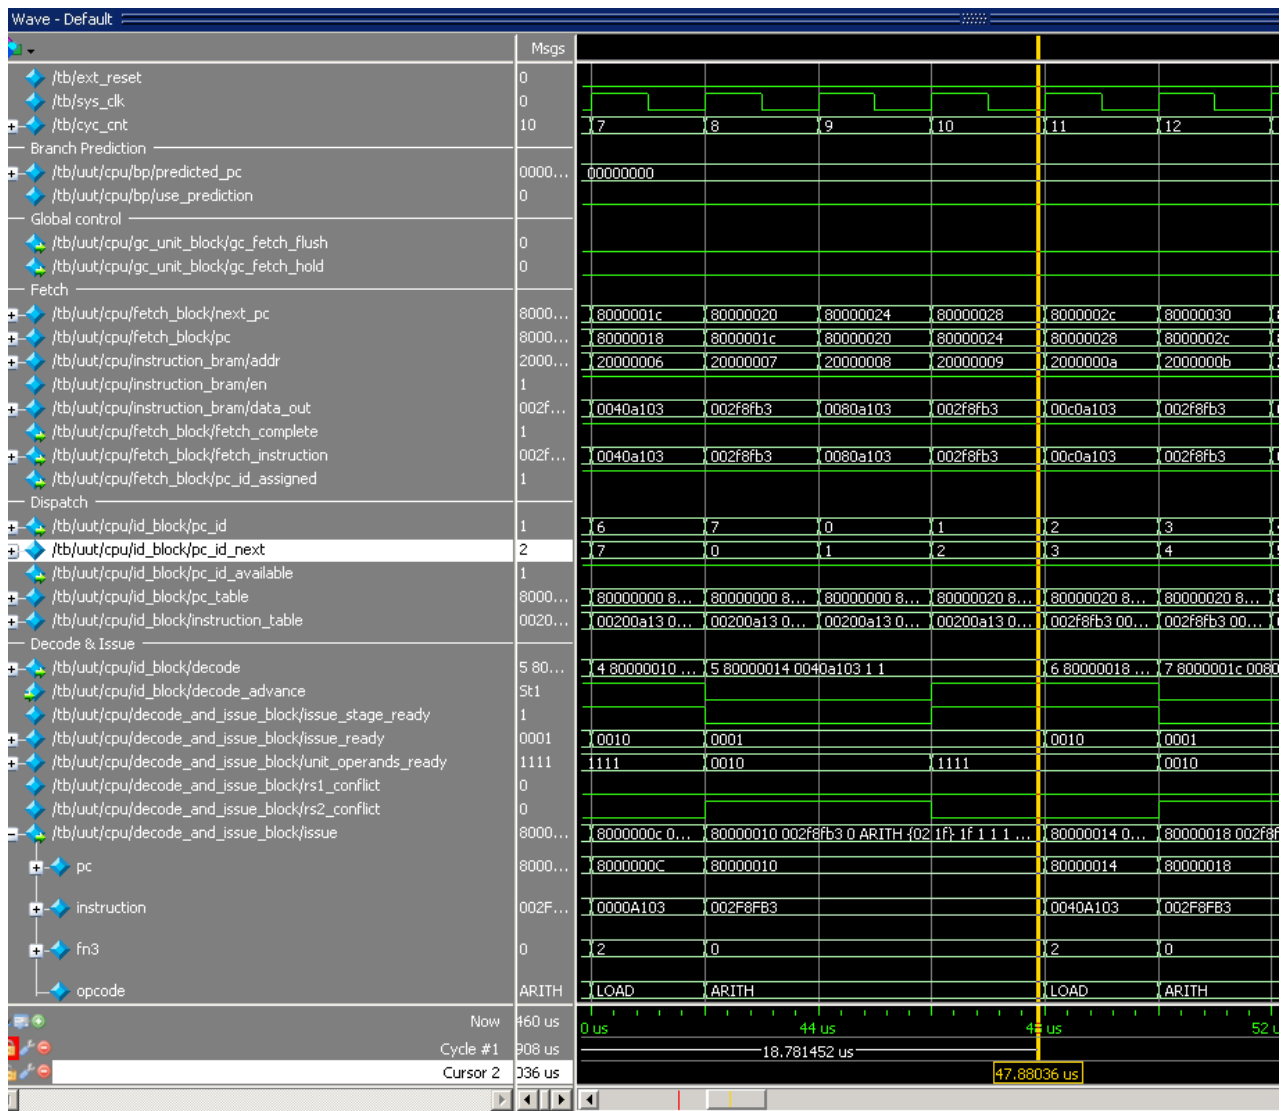 Wave - Default
Msgs
/tb/ext_reset 0
/tb/sys_clk 0
/tb/cyc_cnt 10 7 8 9 10 11 12
Branch Prediction
/tb/uut/cpu/bp/predicted_pc 0000... 00000000
/tb/uut/cpu/bp/use_prediction 0
Global control
/tb/uut/cpu/gc_unit_block/gc_fetch_flush 0
/tb/uut/cpu/gc_unit_block/gc_fetch_hold 0
Fetch
/tb/uut/cpu/fetch_block/next_pc 8000... 8000001c 80000020 80000024 80000028 8000002c 80000030
/tb/uut/cpu/fetch_block/pc 8000... 80000018 8000001c 80000020 80000024 80000028 8000002c
/tb/uut/cpu/instruction_bram/addr 2000... 20000006 20000007 20000008 20000009 2000000a 2000000b
/tb/uut/cpu/instruction_bram/en 1
/tb/uut/cpu/instruction_bram/data_out 002f... 0040a103 002f8fb3 0080a103 002f8fb3 00c0a103 002f8fb3
/tb/uut/cpu/fetch_block/fetch_complete 1
/tb/uut/cpu/fetch_block/fetch_instruction 002f... 0040a103 002f8fb3 0080a103 002f8fb3 00c0a103 002f8fb3
/tb/uut/cpu/fetch_block/pc_id_assigned 1
Dispatch
/tb/uut/cpu/id_block/pc_id 1 6 7 0 1 2 3
/tb/uut/cpu/id_block/pc_id_next 2 7 0 1 2 3 4
/tb/uut/cpu/id_block/pc_id_available 1
/tb/uut/cpu/id_block/pc_table 8000... 80000000 8... 80000000 8... 80000000 8... 80000020 8... 80000020 8... 80000020 8...
/tb/uut/cpu/id_block/instruction_table 0020... 00200a13 0... 00200a13 0... 00200a13 0... 00200a13 0... 002f8fb3 00... 002f8fb3 00...
Decode & Issue
/tb/uut/cpu/id_block/decode 5 80... 4 80000010 ... 5 80000014 0040a103 1 1 6 80000018 ... 7 8000001c 0080
/tb/uut/cpu/id_block/decode_advance St1
/tb/uut/cpu/decode_and_issue_block/issue_stage_ready 1
/tb/uut/cpu/decode_and_issue_block/issue_ready 0001 0010 0001 0010 0001
/tb/uut/cpu/decode_and_issue_block/unit_operands_ready 1111 1111 0010 1111 0010
/tb/uut/cpu/decode_and_issue_block/rs1_conflict 0
/tb/uut/cpu/decode_and_issue_block/rs2_conflict 0
/tb/uut/cpu/decode_and_issue_block/issue 8000... 8000000c 0... 80000010 002f8fb3 0 ARITH {02 1f} 1f 1 1 1 ... 80000014 0... 80000018 002f8f
pc 8000... 8000000C 80000010 80000014 80000018
instruction 002F... 0000A103 002F8FB3 0040A103 002F8FB3
fn3 0 2 0 2 0
opcode ARITH LOAD ARITH LOAD ARITH
Now 460 us 0 us 44 us 48 us 52 u
Cycle #1 908 us 18.781452 us
Cursor 2 036 us 47.88036 us